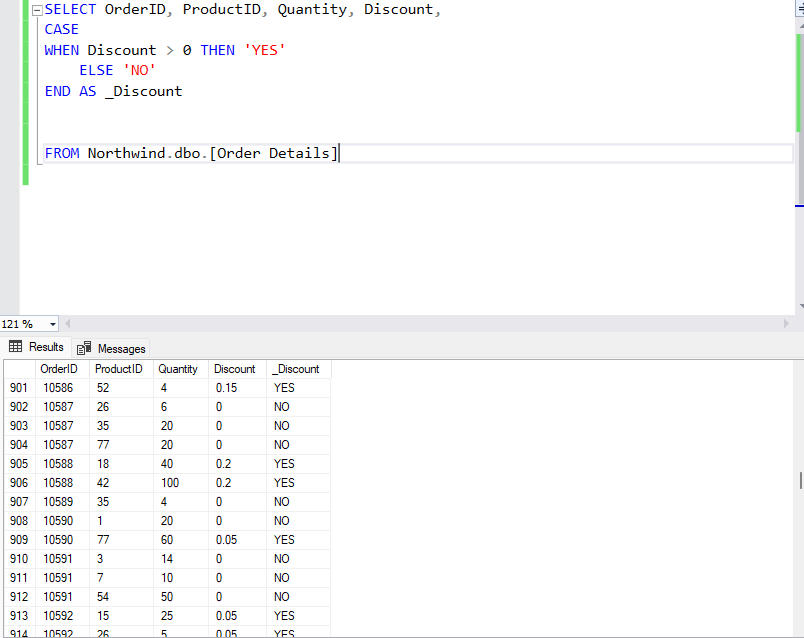 SELECT OrderID, ProductID, Quantity, Discount,
CASE
WHEN Discount > 0 THEN 'YES'
ELSE 'NO'
END AS _Discount
FROM Northwind.dbo.[Order Details]
121 %
Results Messages
OrderID ProductID Quantity Discount _Discount
901 10586 52 4 0.15 YES
902 10587 26 6 0 NO
903 10587 35 20 0 NO
904 10587 77 20 0 NO
905 10588 18 40 0.2 YES
906 10588 42 100 0.2 YES
907 10589 35 4 0 NO
908 10590 1 20 0 NO
909 10590 77 60 0.05 YES
910 10591 3 14 0 NO
911 10591 7 10 0 NO
912 10591 54 50 0 NO
913 10592 15 25 0.05 YES
914 10592 26 5 0.05 YES